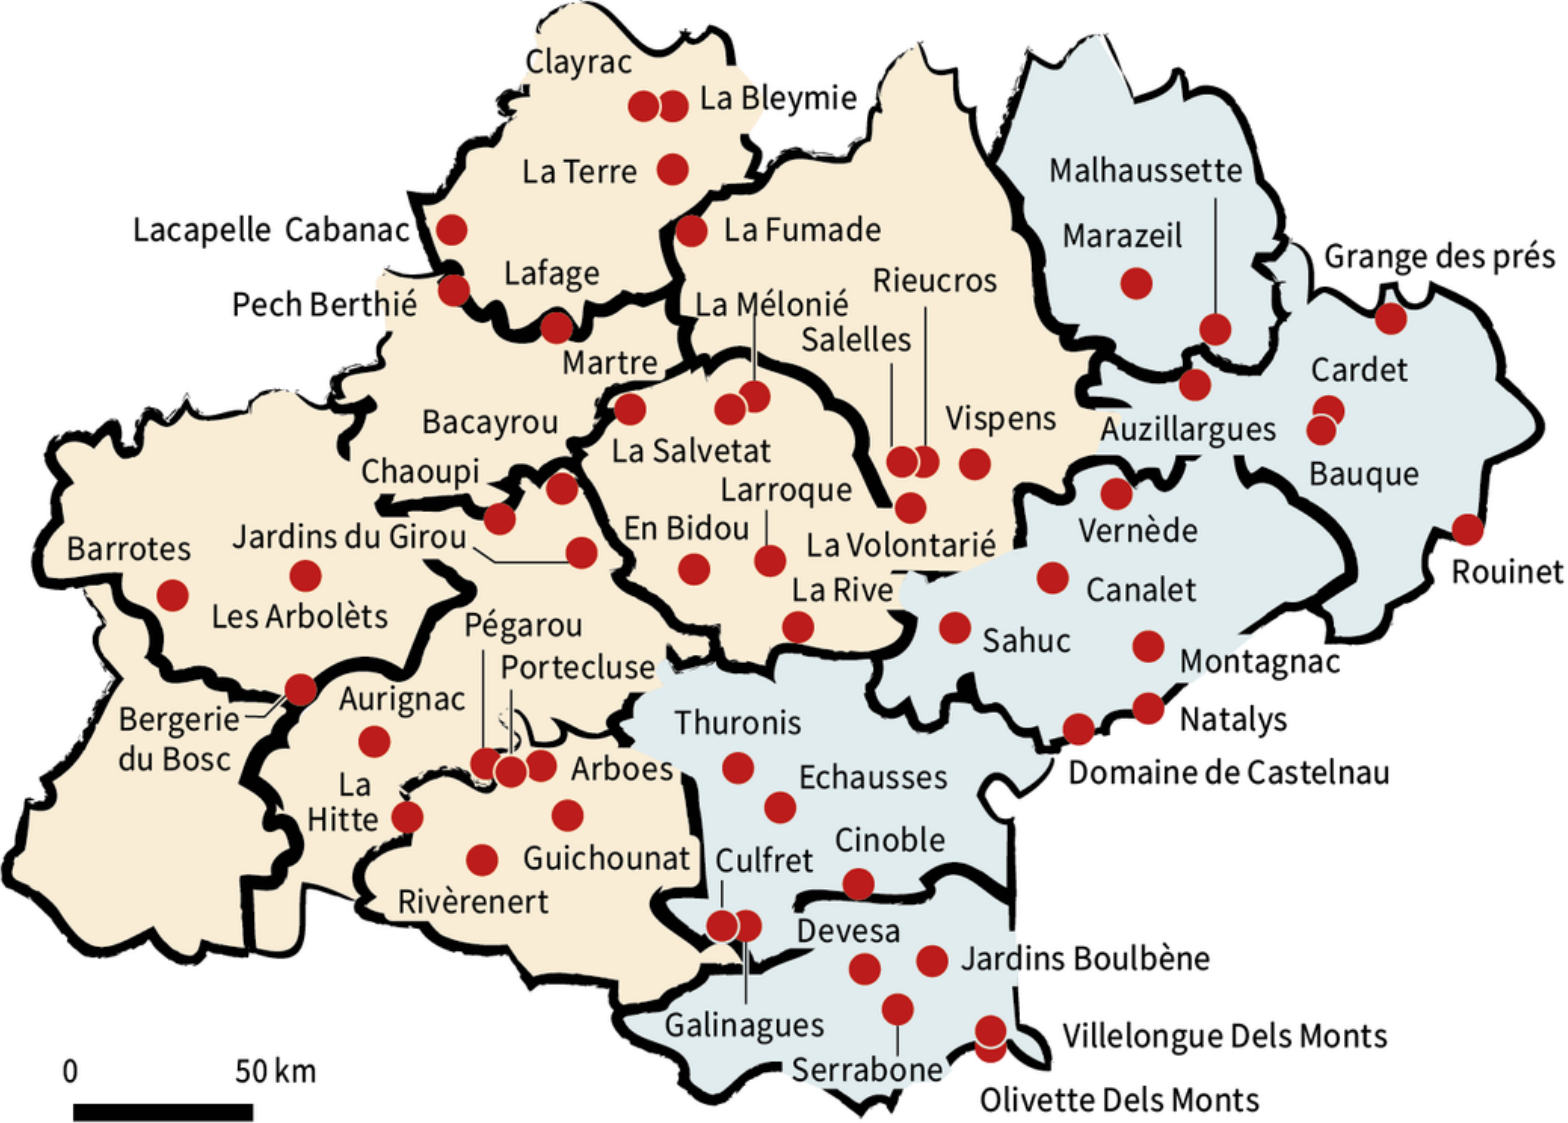 Clayrac
La Bleymie
La Terre
Malhaussette
Lacapelle Cabanac
La Fumade
Marazeil
Grange des prés
Lafage
Rieucros
Pech Berthié
La Mélonié
Salelles
Martre
Cardet
Bacayrou
Vispens
Auzillargues
La Salvetat
Chaoupi
Bauque
Larroque
En Bidou
Vernède
Jardins du Girou
La Volontarié
Barrotes
Rouinet
La Rive
Canalet
Les Arbolèts
Pégarou
Sahuc
Portecluse
Montagnac
Aurignac
Bergerie
du Bosc
Thuronis
Natalys
Arboes
Echausses
Domaine de Castelnau
La
Hitte
Cinoble
Guichounat
Culfret
Rivèrenert
Devesa
Jardins Boulbène
Galinagues
Villelongue Dels Monts
Serrabone
0 50 km
Olivette Dels Monts